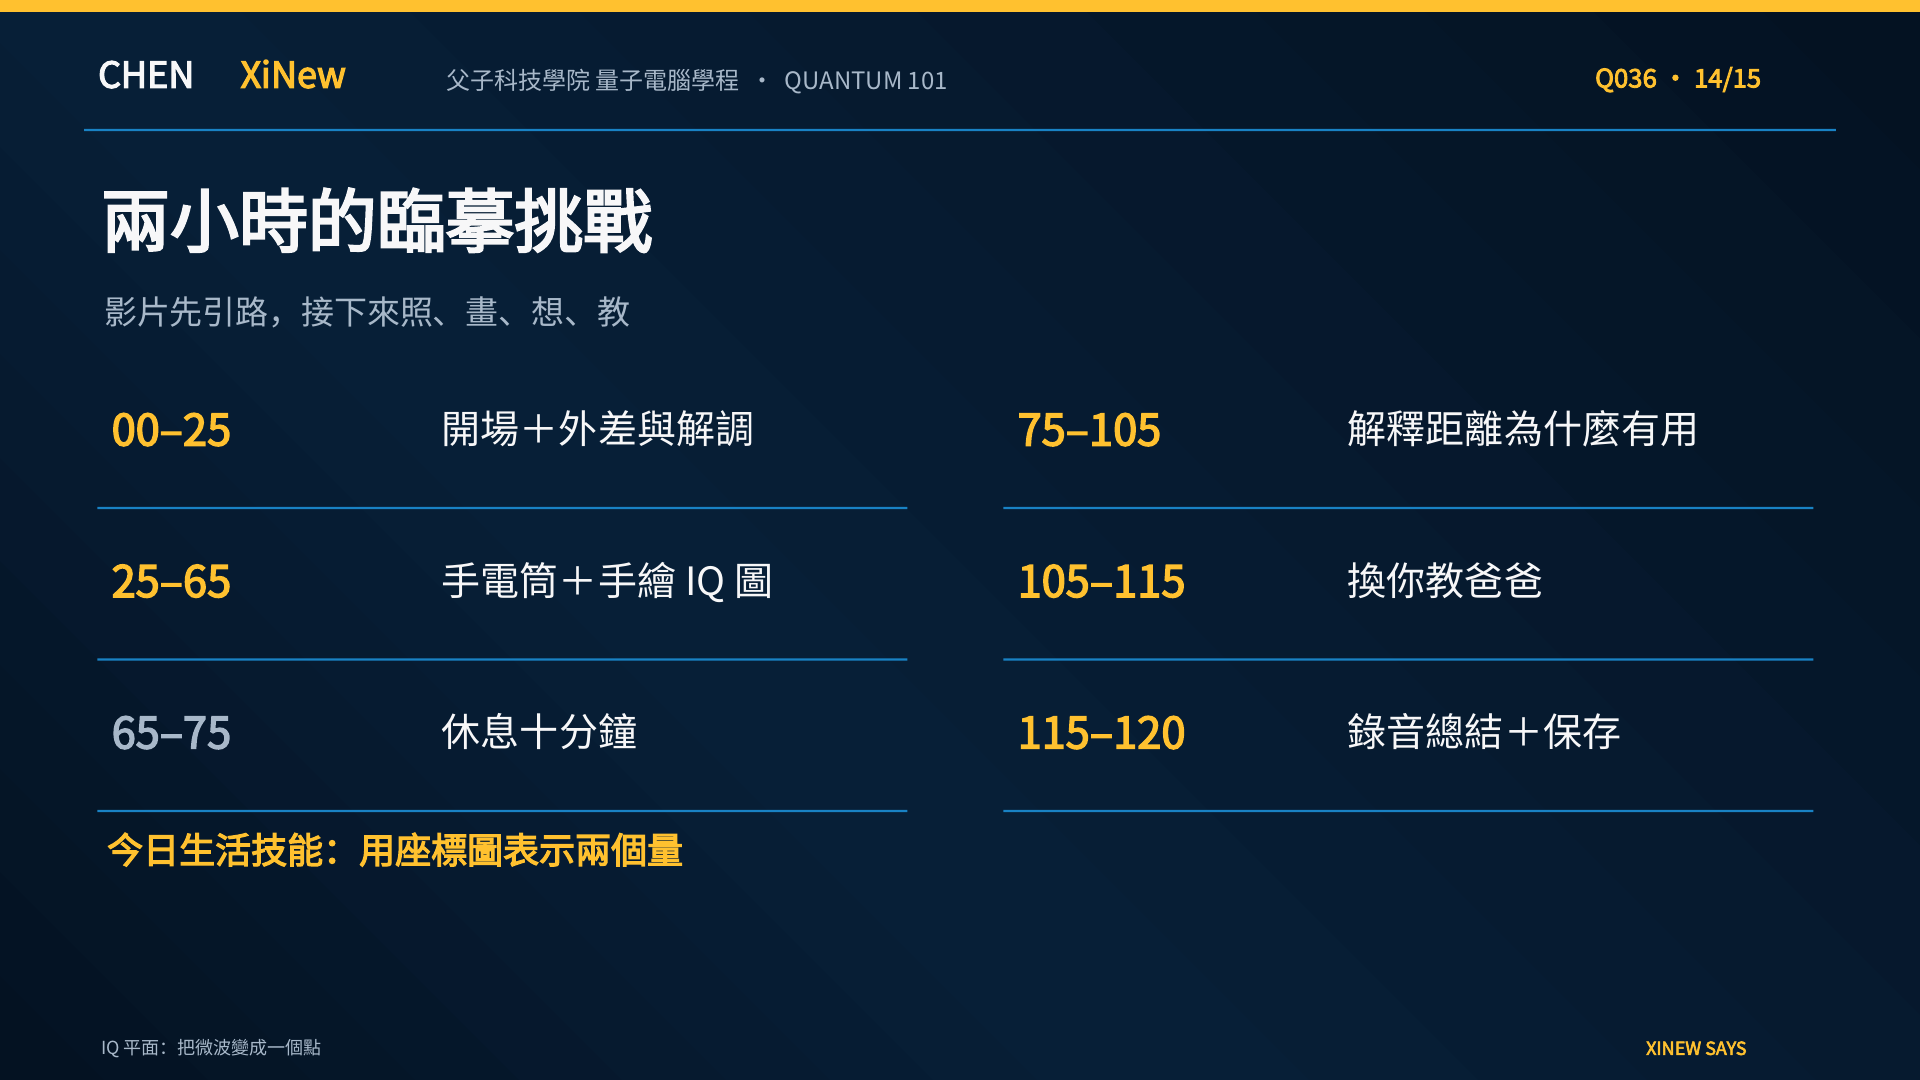 CHEN XiNew 父子科技學院 量子電腦學程 · QUANTUM 101 Q036 · 14/15
兩小時的臨摹挑戰
影片先引路，接下來照、畫、想、教
00–25 開場＋外差與解調
25–65 手電筒＋手繪 IQ 圖
65–75 休息十分鐘
75–105 解釋距離為什麼有用
105–115 換你教爸爸
115–120 錄音總結＋保存
今日生活技能：用座標圖表示兩個量
IQ 平面：把微波變成一個點
XINEW SAYS